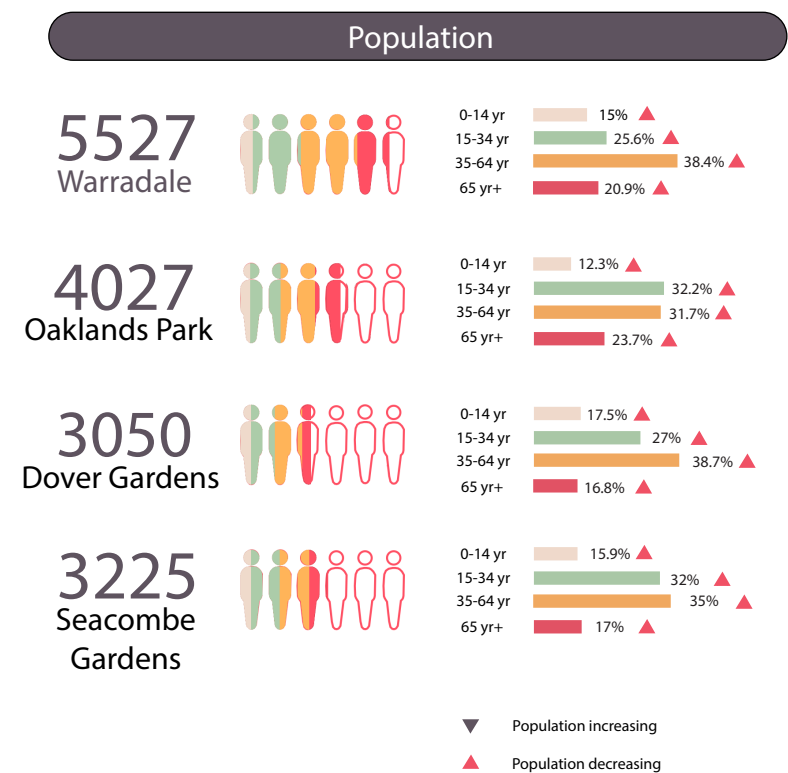 Population
5527
Warradale
0-14 yr 15%
15-34 yr 25.6%
35-64 yr 38.4%
65 yr+ 20.9%
4027
Oaklands Park
0-14 yr 12.3%
15-34 yr 32.2%
35-64 yr 31.7%
65 yr+ 23.7%
3050
Dover Gardens
0-14 yr 17.5%
15-34 yr 27%
35-64 yr 38.7%
65 yr+ 16.8%
3225
Seacombe
Gardens
0-14 yr 15.9%
15-34 yr 32%
35-64 yr 35%
65 yr+ 17%
Population increasing
Population decreasing